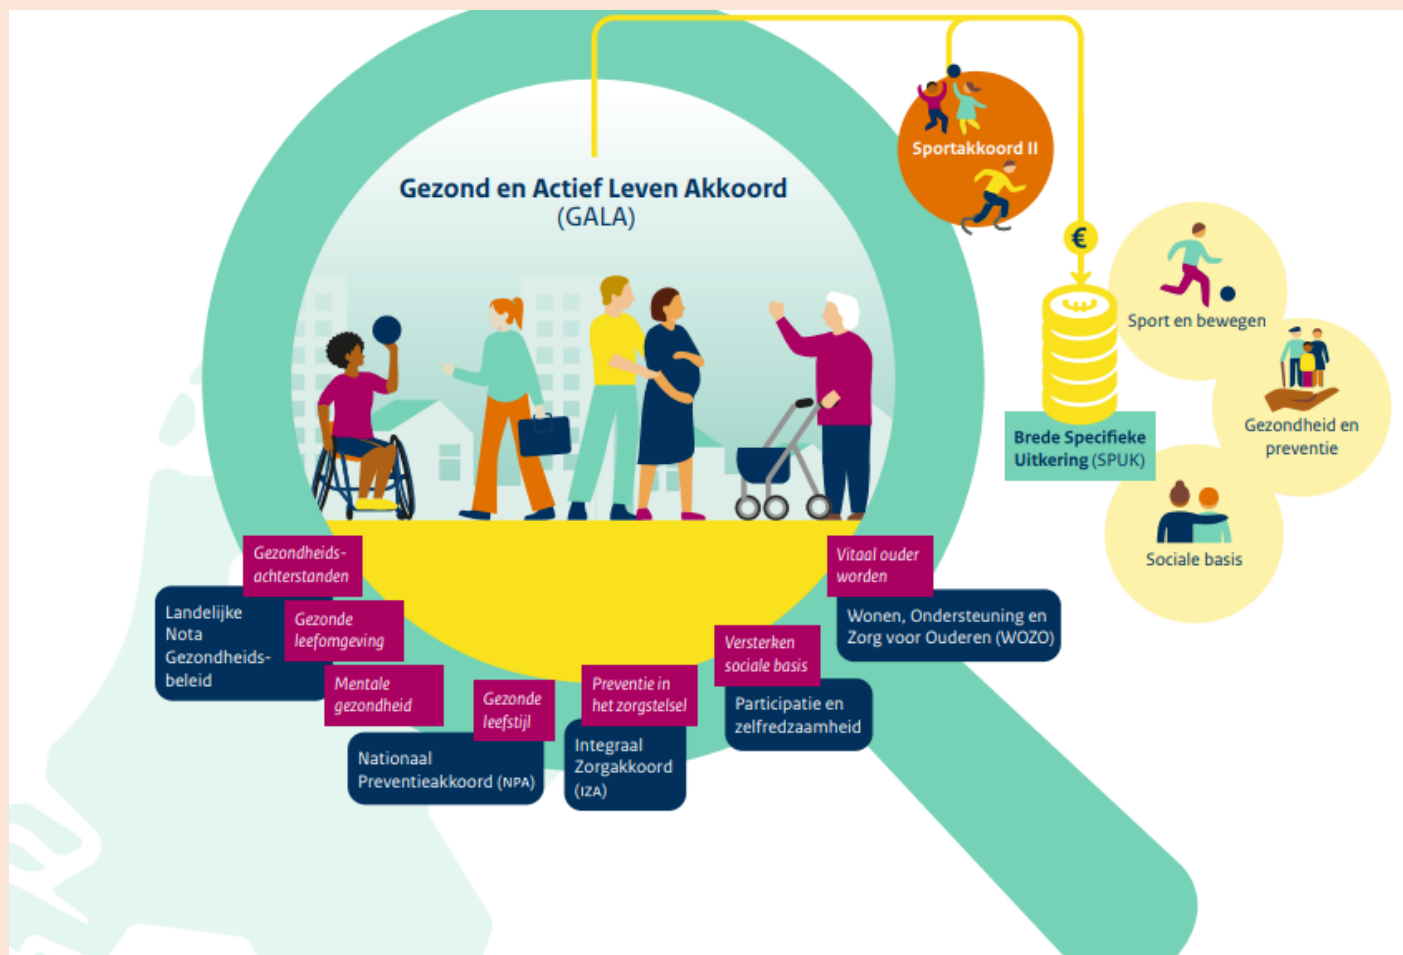 Gezond en Actief Leven Akkoord
(GALA)
Sportakkoord II
€
Sport en bewegen
Gezondheid en
preventie
Sociale basis
Brede Specifieke
Uitkering (SPUK)
Gezondheids-
achterstanden
Landelijke
Nota
Gezondheids-
beleid
Gezonde
leefomgeving
Mentale
gezondheid
Nationaal
Preventieakkoord (NPA)
Gezonde
leefstijl
Preventie in
het zorgstelsel
Integraal
Zorgakkoord
(IZA)
Versterken
sociale basis
Participatie en
zelfredzaamheid
Vitaal ouder
worden
Wonen, Ondersteuning en
Zorg voor Ouderen (WOZO)